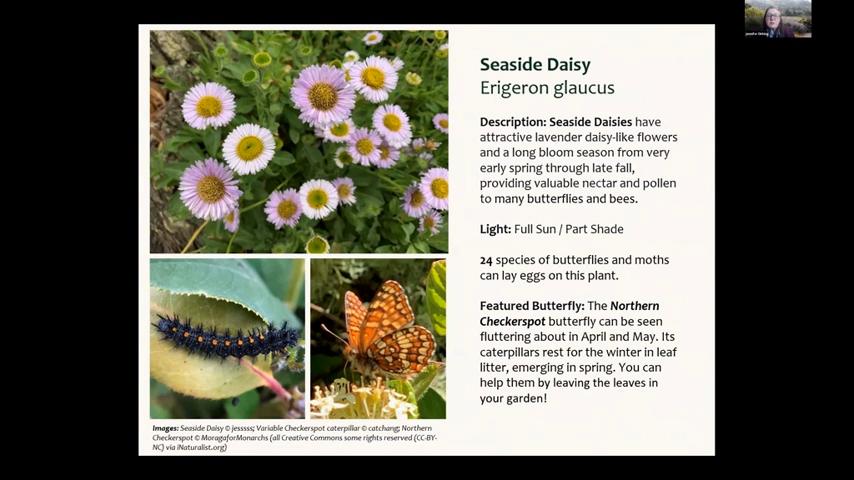 Seaside Daisy
Erigeron glaucus
Description: Seaside Daisies have
attractive lavender daisy-like flowers
and a long bloom season from very
early spring through late fall,
providing valuable nectar and pollen
to many butterflies and bees.
Light: Full Sun / Part Shade
24 species of butterflies and moths
can lay eggs on this plant.
Featured Butterfly: The Northern
Checkerspot butterfly can be seen
fluttering about in April and May. Its
caterpillars rest for the winter in leaf
litter, emerging in spring. You can
help them by leaving the leaves in
your garden!
Images: Seaside Daisy © jesssss; Variable Checkerspot caterpillar © catchang; Northern
Checkerspot © MoragaforMonarchs (all Creative Commons some rights reserved (CC-BY-
NC) via iNaturalist.org)